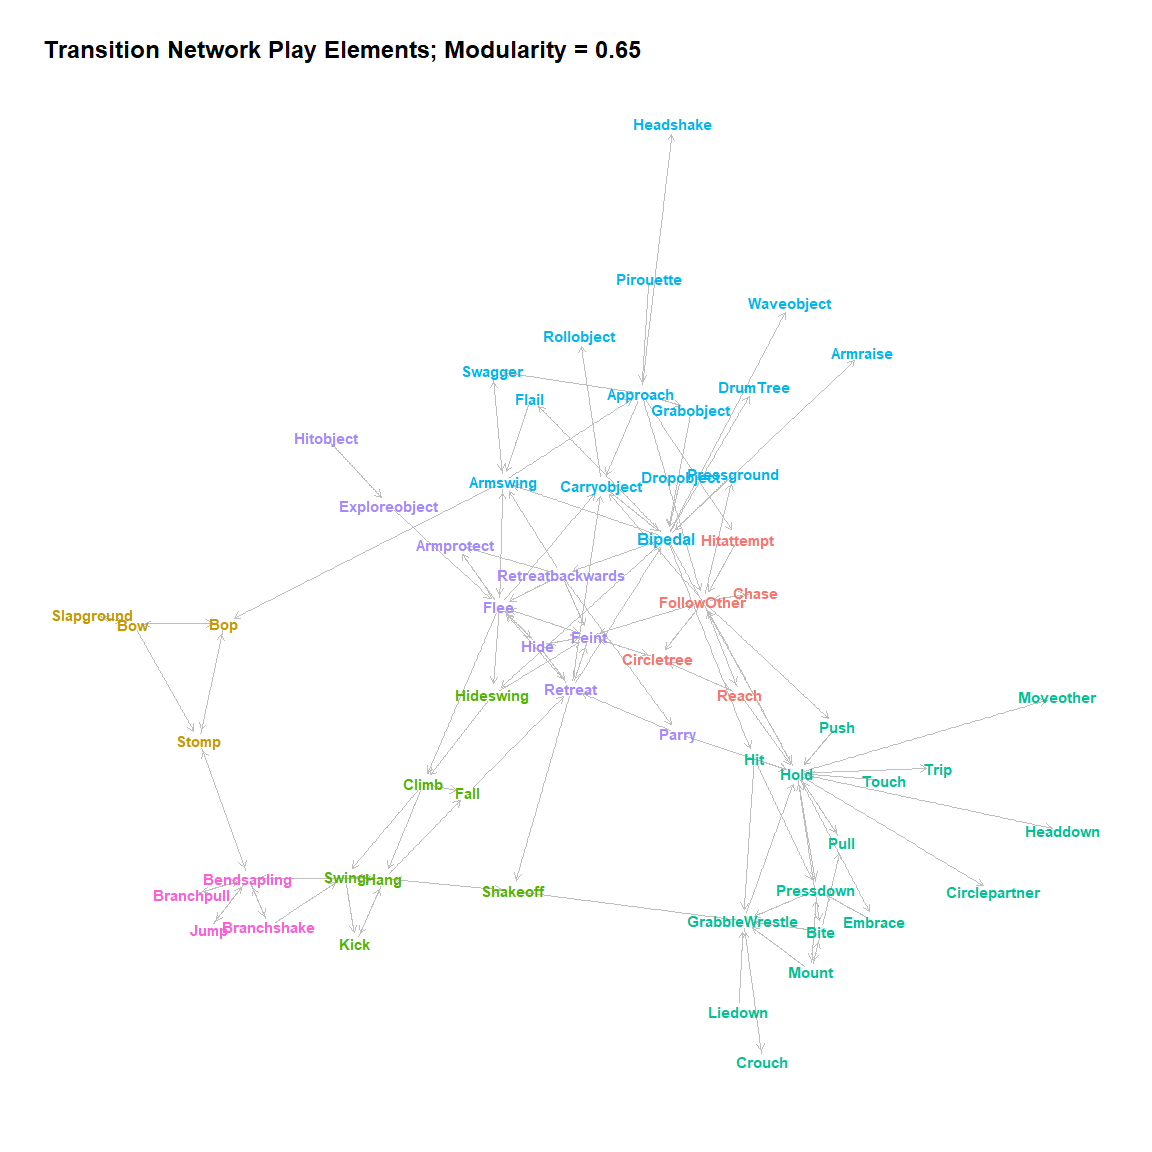 Transition Network Play Elements; Modularity = 0.65
Headshake
Pirouette
Waveobject
Rollobject
Armraise
Swagger
DrumTree
Approach
Flail
Grabobject
Hitobject
Pressground
Dropobject
Armswing
Carryobject
Exploreobject
Bipedal
Hitattempt
Armprotect
Retreatbackwards
Chase
FollowOther
Flee
Slapground
Bow
Bop
Feint
Hide
Circletree
Retreat
Hideswing
Reach
Moveother
Push
Parry
Stomp
Hit
Trip
Hold
Touch
Climb
Fall
Headdown
Pull
Swing
Hang
Bendsapling
Pressdown
Shakeoff
Circlepartner
Branchpull
GrabbleWrestle
Embrace
Branchshake
Jump
Bite
Kick
Mount
Liedown
Crouch